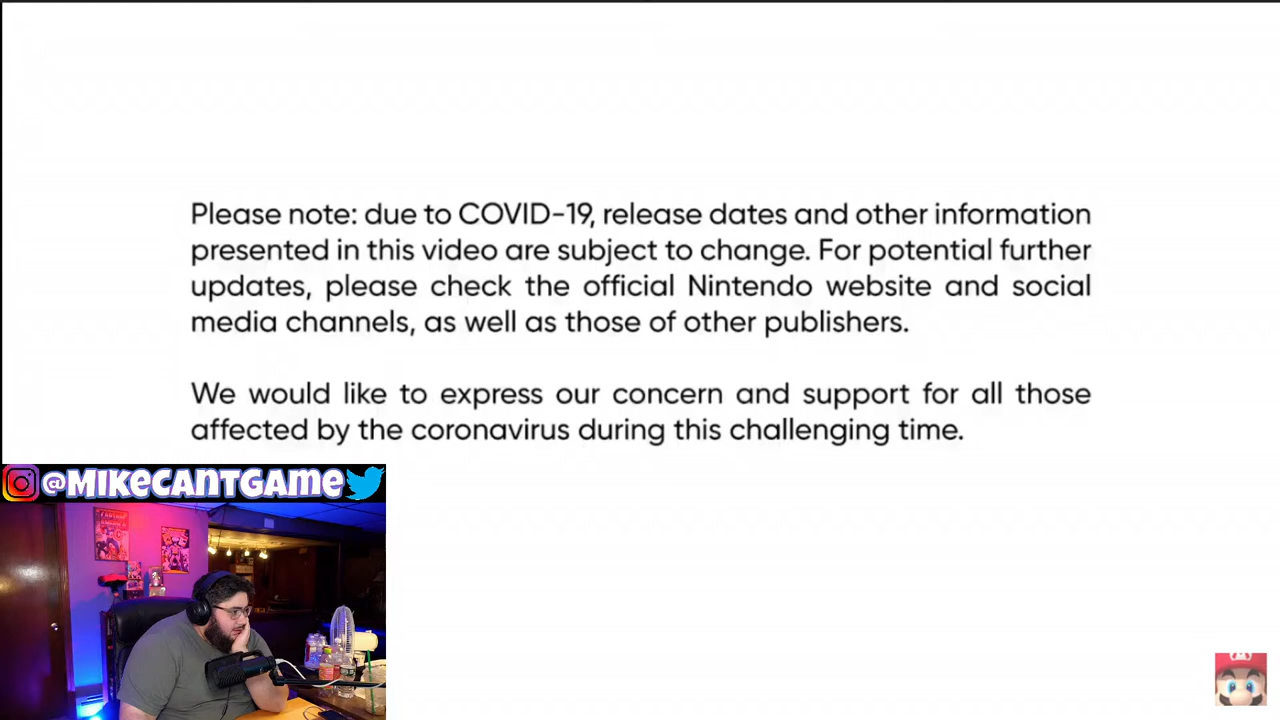 Please note: due to COVID-19, release dates and other information
presented in this video are subject to change. For potential further
updates, please check the official Nintendo website and social
media channels, as well as those of other publishers.
We would like to express our concern and support for all those
affected by the coronavirus during this challenging time.
@MIKECANTGAME